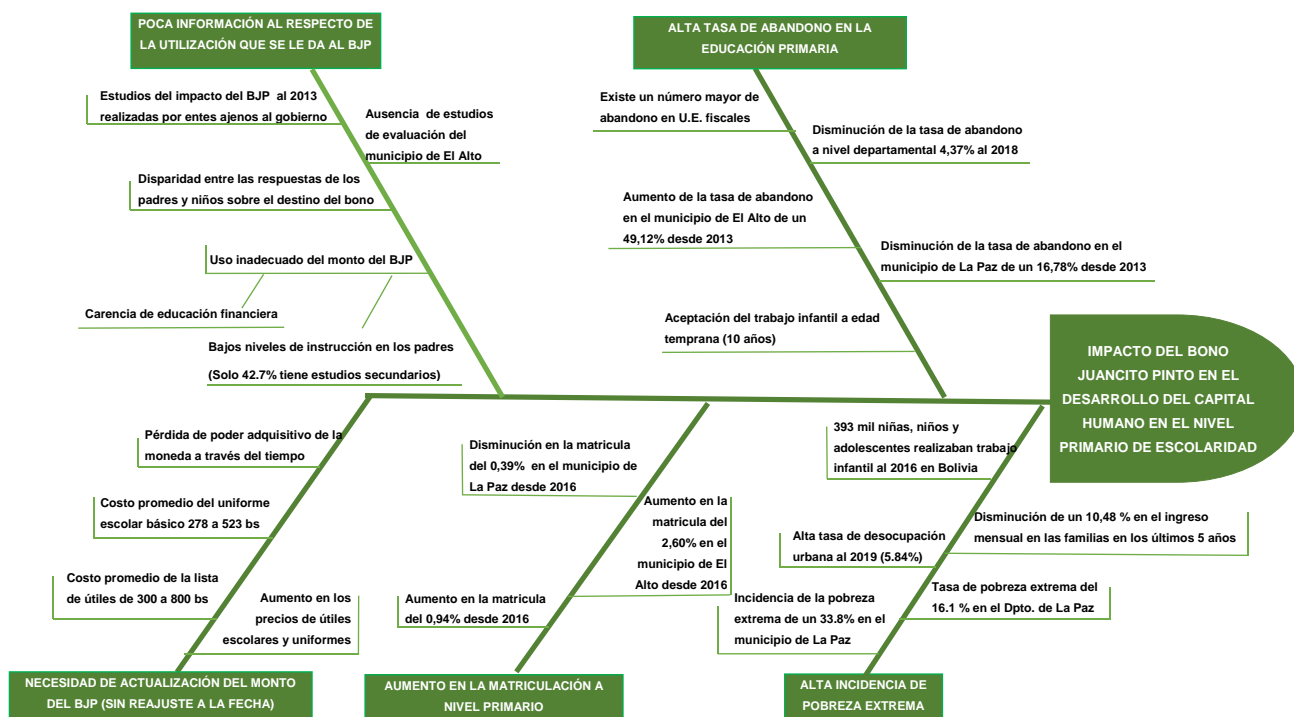 POCA INFORMACIÓN AL RESPECTO DE
LA UTILIZACIÓN QUE SE LE DA AL BJP
Estudios del impacto del BJP al 2013
realizadas por entes ajenos al gobierno
Ausencia de estudios
de evaluación del
municipio de El Alto
Disparidad entre las respuestas de los
padres y niños sobre el destino del bono
Uso inadecuado del monto del BJP
Carencia de educación financiera
Bajos niveles de instrucción en los padres
(Solo 42.7% tiene estudios secundarios)
ALTA TASA DE ABANDONO EN LA
EDUCACIÓN PRIMARIA
Existe un número mayor de
abandono en U.E. fiscales
Disminución de la tasa de abandono
a nivel departamental 4,37% al 2018
Aumento de la tasa de abandono
en el municipio de El Alto de un
49,12% desde 2013
Disminución de la tasa de abandono en el
municipio de La Paz de un 16,78% desde 2013
Aceptación del trabajo infantil a edad
temprana (10 años)
IMPACTO DEL BONO
JUANCITO PINTO EN EL
DESARROLLO DEL CAPITAL
HUMANO EN EL NIVEL
PRIMARIO DE ESCOLARIDAD
Pérdida de poder adquisitivo de la
moneda a través del tiempo
Costo promedio del uniforme
escolar básico 278 a 523 bs
Costo promedio de la lista
de útiles de 300 a 800 bs
Aumento en los
precios de útiles
escolares y uniformes
NECESIDAD DE ACTUALIZACIÓN DEL MONTO
DEL BJP (SIN REAJUSTE A LA FECHA)
Disminución en la matricula
del 0,39% en el municipio de
La Paz desde 2016
Aumento en la
matricula del
2,60% en el
municipio de El
Alto desde 2016
Aumento en la matricula
del 0,94% desde 2016
AUMENTO EN LA MATRICULACIÓN A
NIVEL PRIMARIO
393 mil niñas, niños y
adolescentes realizaban trabajo
infantil al 2016 en Bolivia
Disminución de un 10,48 % en el ingreso
mensual en las familias en los últimos 5 años
Alta tasa de desocupación
urbana al 2019 (5.84%)
Tasa de pobreza extrema del
16.1 % en el Dpto. de La Paz
Incidencia de la pobreza
extrema de un 33.8% en el
municipio de La Paz
ALTA INCIDENCIA DE
POBREZA EXTREMA